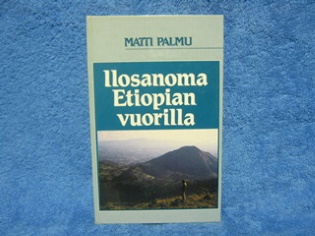 MATTI PALMU
Ilosanoma
Etiopian
vuorilla